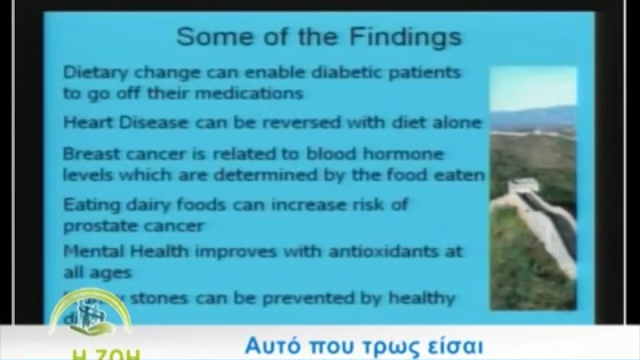 Some of the Findings
Dietary change can enable diabetic patients
to go off their medications
Heart Disease can be reversed with diet alone
Breast cancer is related to blood hormone
levels which are determined by the food eaten
Eating dairy foods can increase risk of
prostate cancer
Mental Health improves with antioxidants at
all ages
stones can be prevented by healthy
Η ΖΩΗ
Αυτό που τρως είσαι